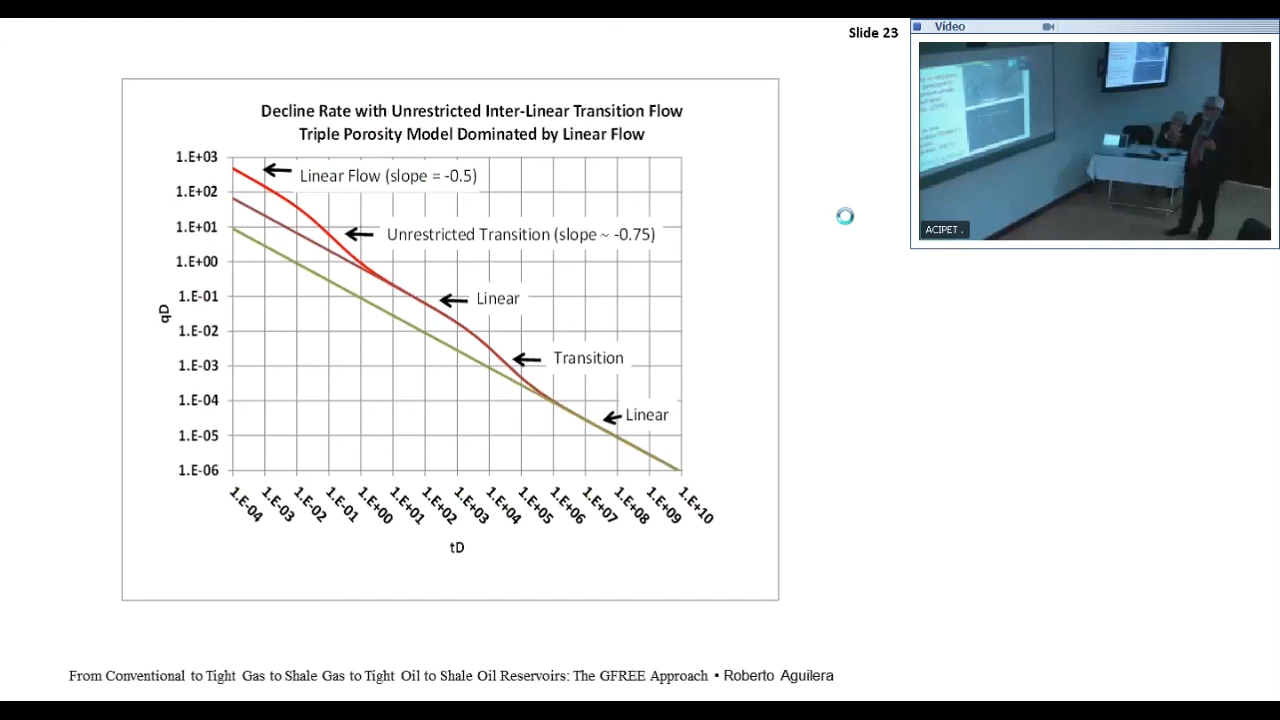 Slide 23
Vídeo
ACIPET .
Decline Rate with Unrestricted Inter-Linear Transition Flow
Triple Porosity Model Dominated by Linear Flow
1.E+03
1.E+02
1.E+01
1.E+00
1.E-01
1.E-02
1.E-03
1.E-04
1.E-05
1.E-06
qD
Linear Flow (slope = -0.5)
Unrestricted Transition (slope ~ -0.75)
Linear
Transition
Linear
1.E-04
1.E-03
1.E-02
1.E-01
1.E+00
1.E+01
1.E+02
1.E+03
1.E+04
1.E+05
1.E+06
1.E+07
1.E+08
1.E+09
1.E+10
tD
From Conventional to Tight Gas to Shale Gas to Tight Oil to Shale Oil Reservoirs: The GFREE Approach • Roberto Aguilera